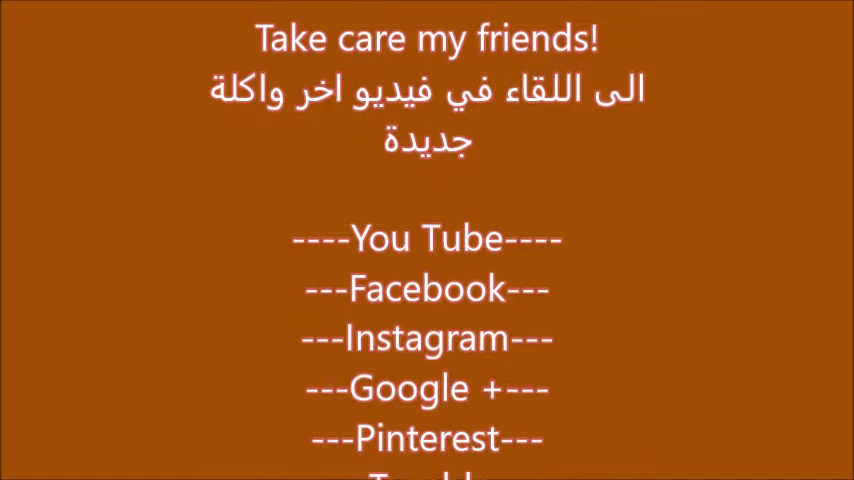 Take care my friends!
الى اللقاء في فيديو اخر واكلة
جديدة
----You Tube----
---Facebook---
---Instagram---
---Google +---
---Pinterest---